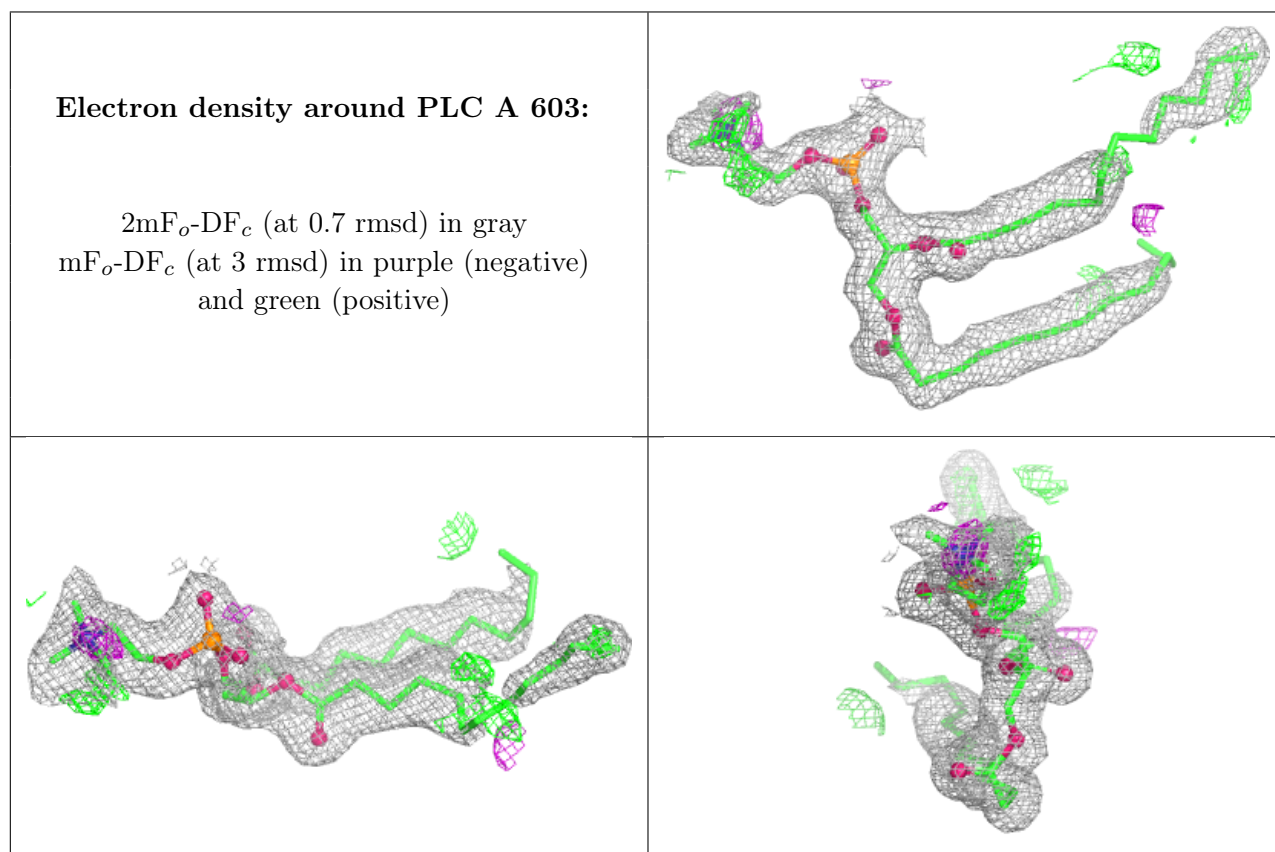 Electron density around PLC A 603:
2mFo-DFc (at 0.7 rmsd) in gray
mFo-DFc (at 3 rmsd) in purple (negative)
and green (positive)